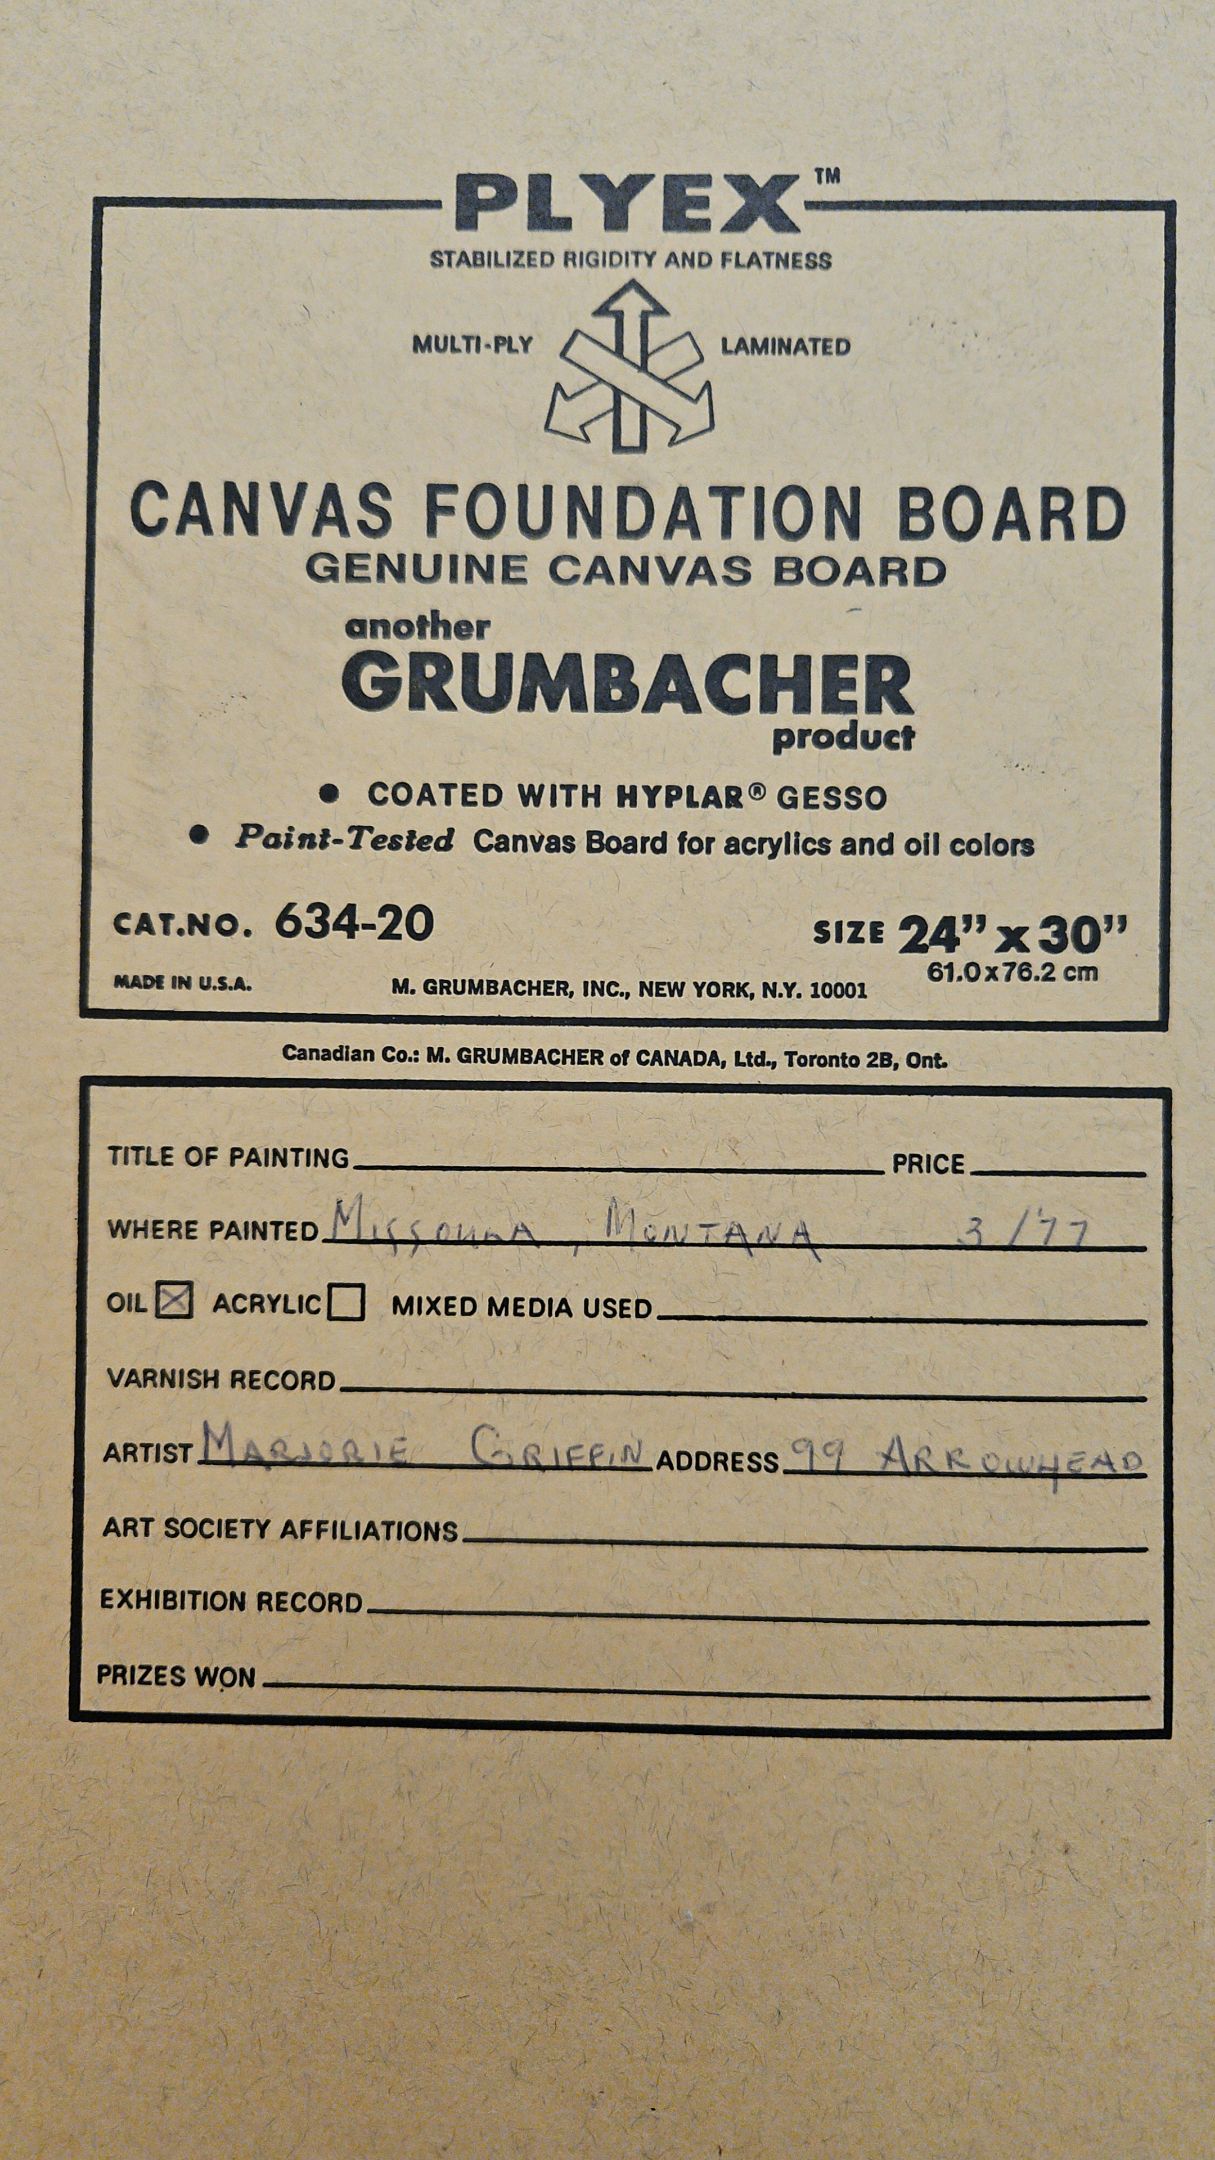 PLYEX™
STABILIZED RIGIDITY AND FLATNESS
MULTI-PLY LAMINATED
CANVAS FOUNDATION BOARD
GENUINE CANVAS BOARD
another
GRUMBACHER
product
● COATED WITH HYPLAR® GESSO
● Paint-Tested Canvas Board for acrylics and oil colors
CAT.NO. 634-20 SIZE 24” x 30”
61.0 x 76.2 cm
MADE IN U.S.A. M. GRUMBACHER, INC., NEW YORK, N.Y. 10001
Canadian Co.: M. GRUMBACHER of CANADA, Ltd., Toronto 2B, Ont.
TITLE OF PAINTING PRICE
WHERE PAINTED MISSOULA, MONTANA 3/'77
OIL ☒ ACRYLIC ☐ MIXED MEDIA USED
VARNISH RECORD
ARTIST MARJORIE GRIFFIN ADDRESS 99 ARROWHEAD
ART SOCIETY AFFILIATIONS
EXHIBITION RECORD
PRIZES WON